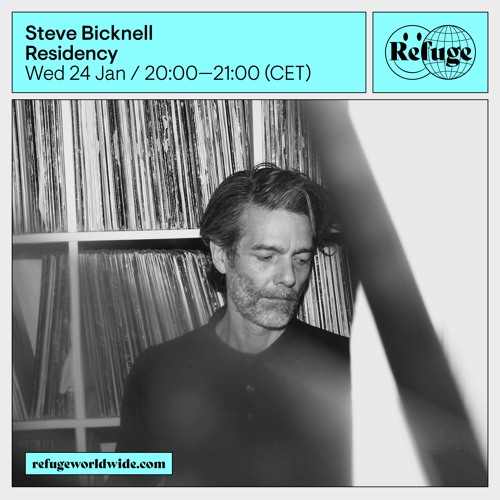 Steve Bicknell
Residency
Wed 24 Jan / 20:00—21:00 (CET)
Refuge
refugeworldwide.com